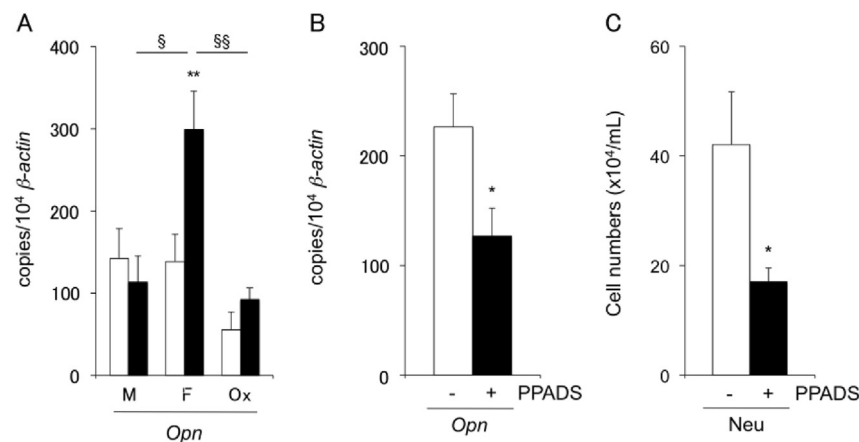 A
copies/10⁴ β-actin
400
300
200
100
0
§
§§
**
M F Ox
Opn
B
copies/10⁴ β-actin
300
200
100
0
*
- + PPADS
Opn
C
Cell numbers (x10⁴/mL)
60
40
20
0
*
- + PPADS
Neu